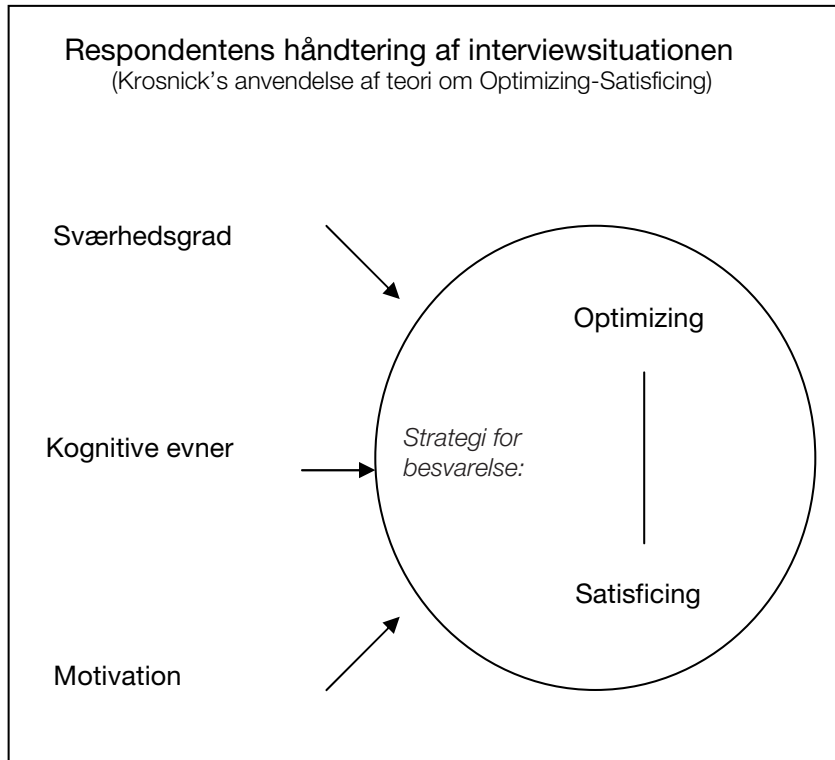 Respondentens håndtering af interviewsituationen
(Krosnick's anvendelse af teori om Optimizing-Satisficing)
Sværhedsgrad
Optimizing
Kognitive evner
Strategi for
besvarelse:
Satisficing
Motivation